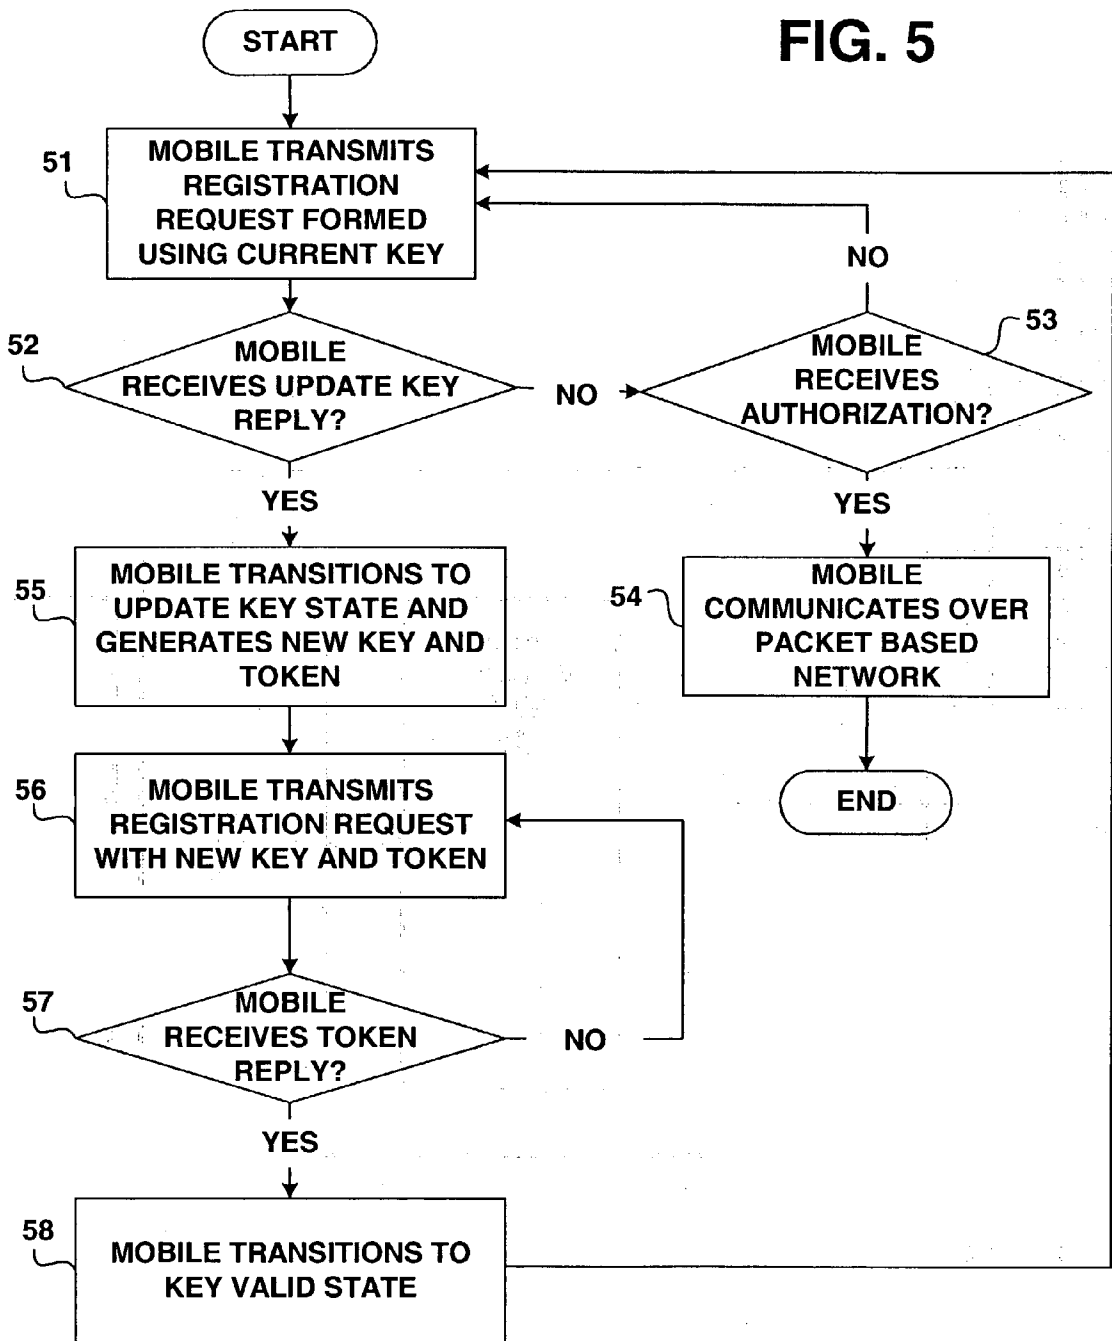 FIG. 5
START
51
MOBILE TRANSMITS
REGISTRATION
REQUEST FORMED
USING CURRENT KEY
NO
52
MOBILE
RECEIVES UPDATE KEY
REPLY?
NO
53
MOBILE
RECEIVES
AUTHORIZATION?
YES
YES
55
MOBILE TRANSITIONS TO
UPDATE KEY STATE AND
GENERATES NEW KEY AND
TOKEN
54
MOBILE
COMMUNICATES OVER
PACKET BASED
NETWORK
56
MOBILE TRANSMITS
REGISTRATION REQUEST
WITH NEW KEY AND TOKEN
END
57
MOBILE
RECEIVES TOKEN
REPLY?
NO
YES
58
MOBILE TRANSITIONS TO
KEY VALID STATE